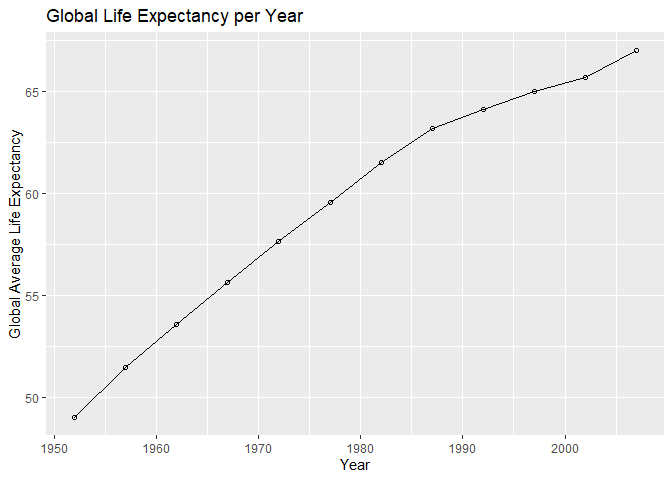 Global Life Expectancy per Year
Global Average Life Expectancy
65
60
55
50
1950 1960 1970 1980 1990 2000
Year